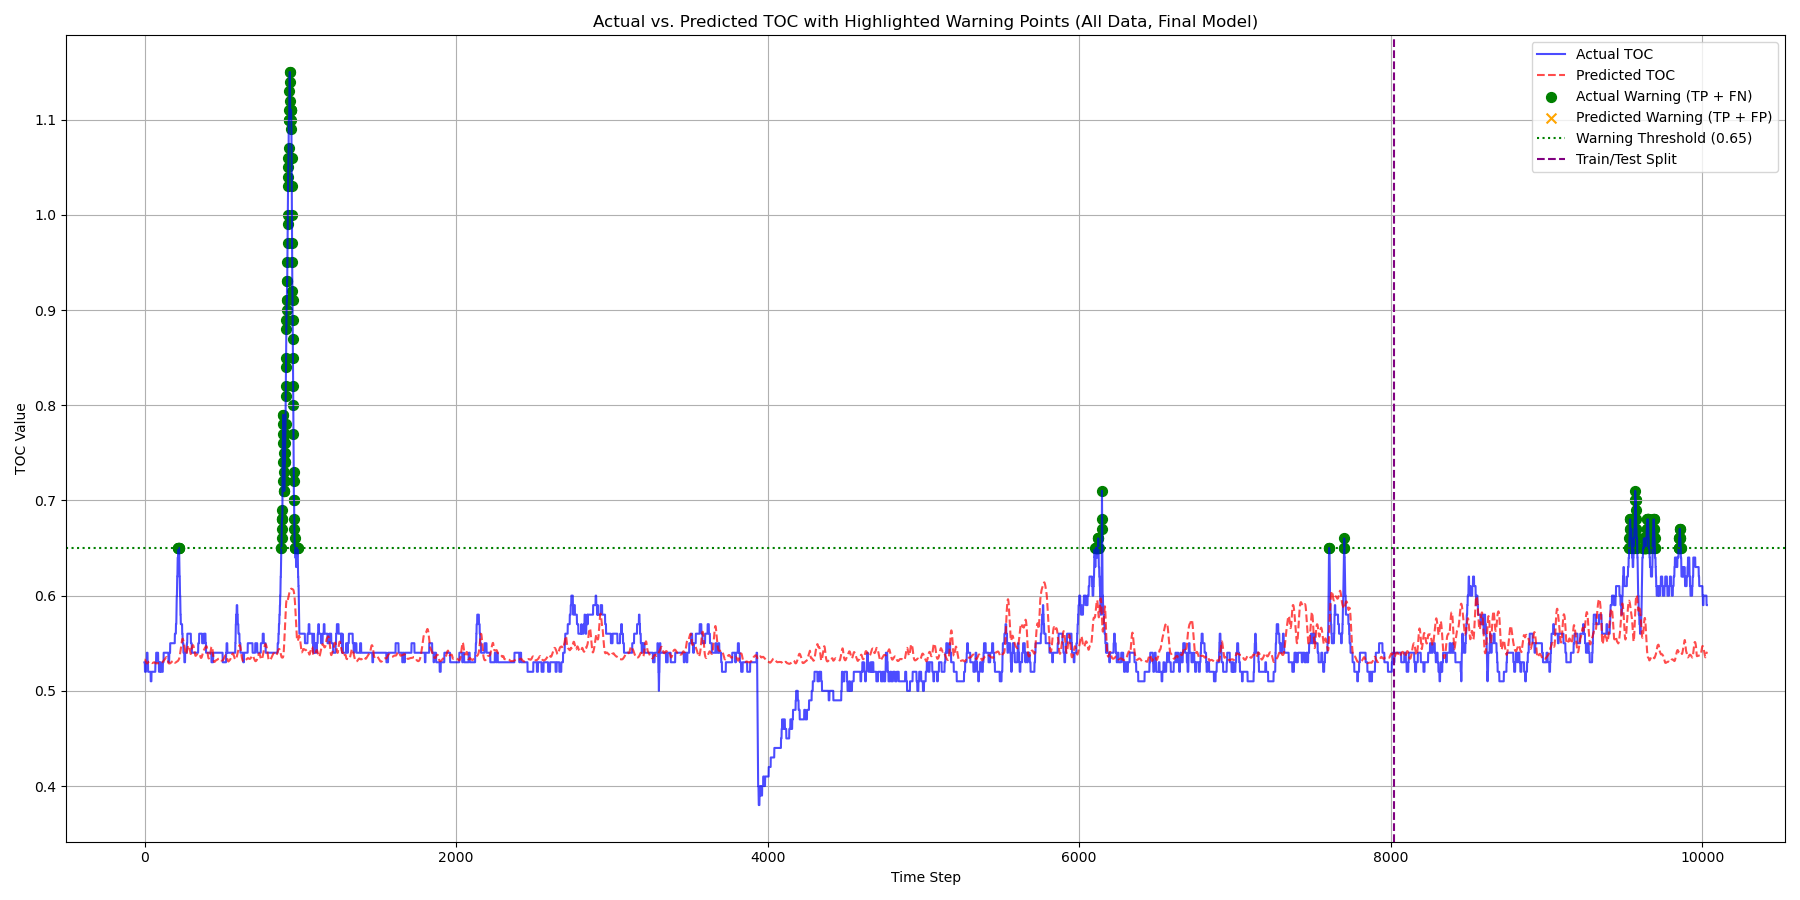 Actual vs. Predicted TOC with Highlighted Warning Points (All Data, Final Model)
Actual TOC
Predicted TOC
Actual Warning (TP + FN)
Predicted Warning (TP + FP)
Warning Threshold (0.65)
Train/Test Split
TOC Value
1.1
1.0
0.9
0.8
0.7
0.6
0.5
0.4
0 2000 4000 6000 8000 10000
Time Step